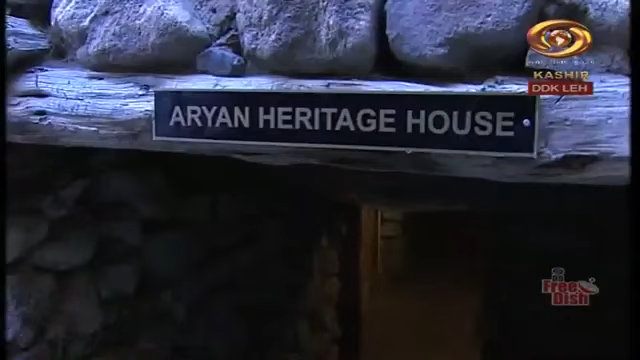 KASHIR
DDK LEH
ARYAN HERITAGE HOUSE
Free
Dish